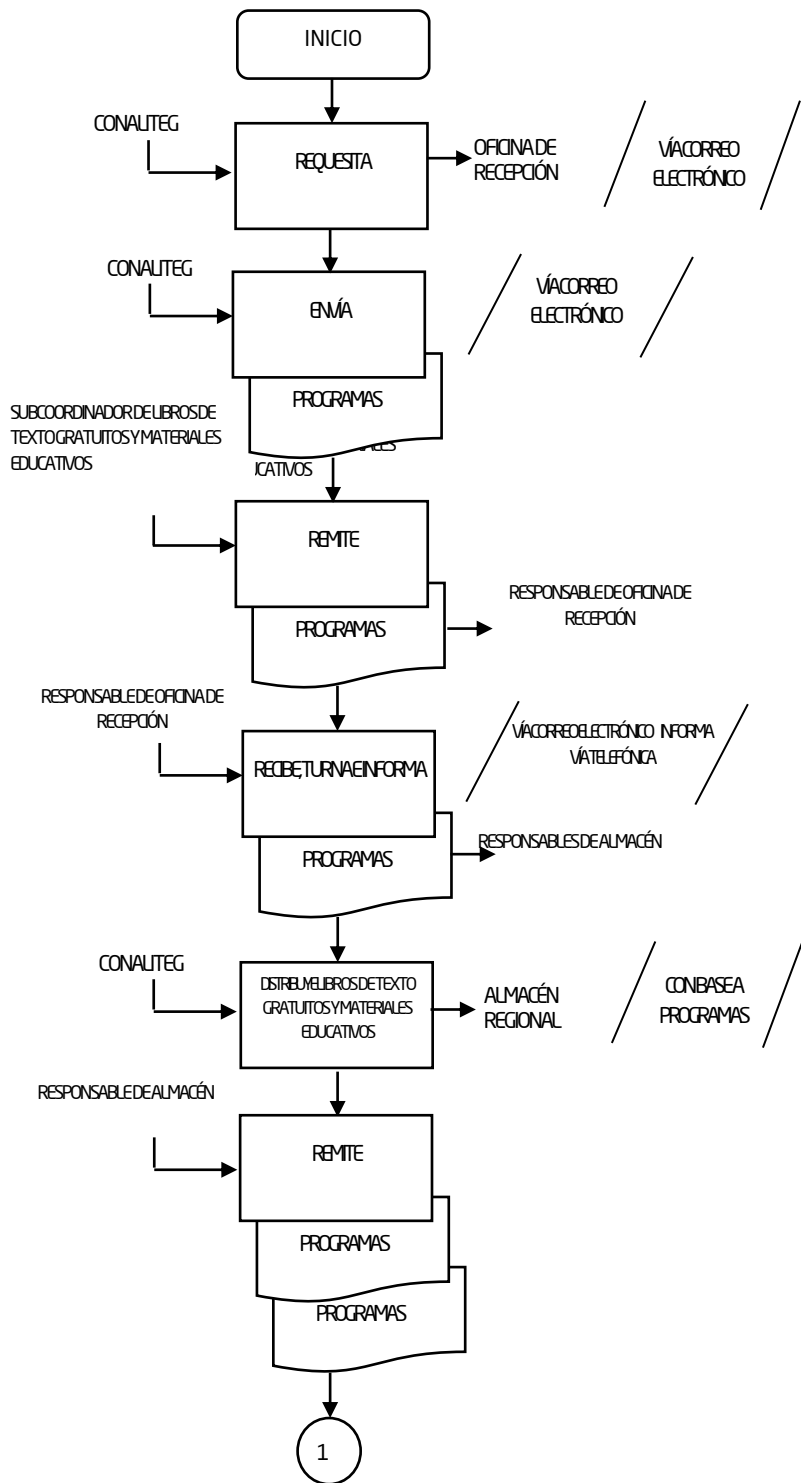 INICIO
CONALITEG
REQUESITA
OFICINA DE
RECEPCIÓN
VÍA CORREO
ELECTRÓNICO
CONALITEG
ENVÍA
VÍA CORREO
ELECTRÓNICO
PROGRAMAS
SUBCOORDINADOR DE LIBROS DE
TEXTO GRATUITOS Y MATERIALES
EDUCATIVOS
REMITE
PROGRAMAS
RESPONSABLE DE OFICINA DE
RECEPCIÓN
RESPONSABLE DE OFICINA DE
RECEPCIÓN
RECIBE, TURNA E INFORMA
VÍA CORREO ELECTRÓNICO INFORMA
VÍA TELEFÓNICA
PROGRAMAS
RESPONSABLES DE ALMACÉN
CONALITEG
DISTRIBUYE LIBROS DE TEXTO
GRATUITOS Y MATERIALES
EDUCATIVOS
ALMACÉN
REGIONAL
CON BASE A
PROGRAMAS
RESPONSABLE DE ALMACÉN
REMITE
PROGRAMAS
PROGRAMAS
1